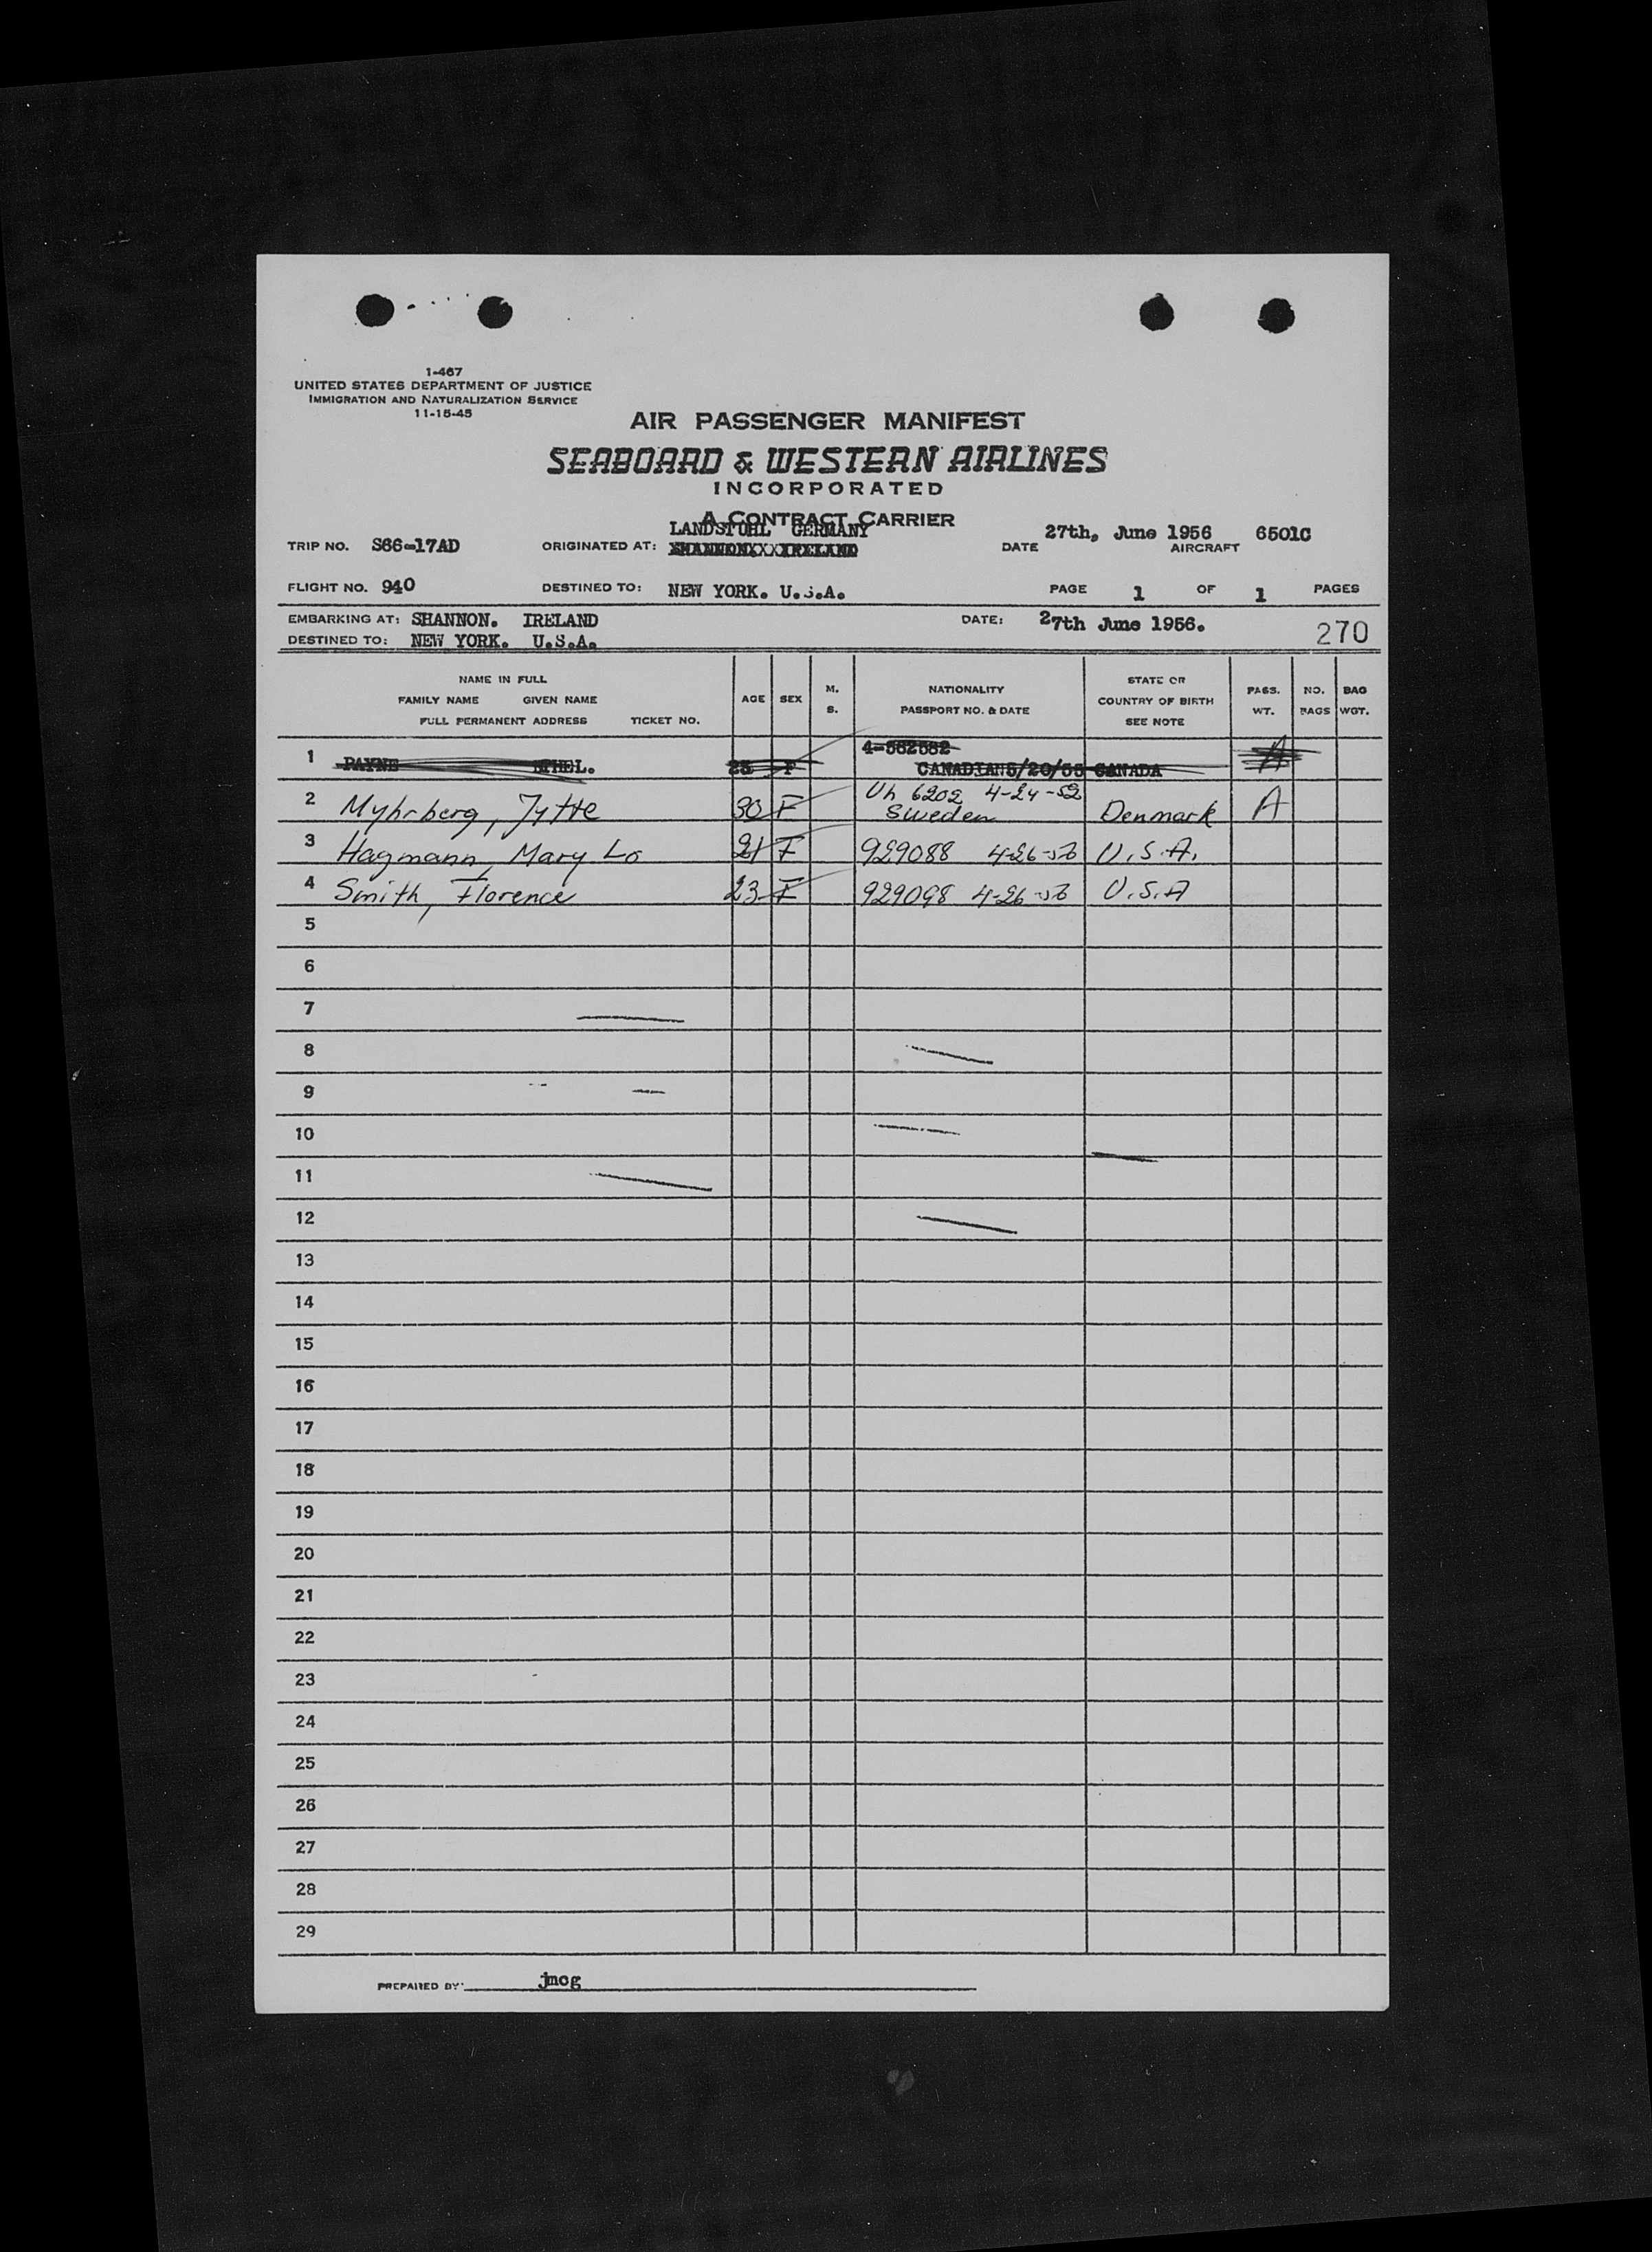 1-467
UNITED STATES DEPARTMENT OF JUSTICE
IMMIGRATION AND NATURALIZATION SERVICE
11-15-45
AIR PASSENGER MANIFEST
SEABOARD & WESTERN AIRLINES
INCORPORATED
A CONTRACT CARRIER
LANDSTUHL GERMANY
27th, June 1956 6501C
TRIP NO. S66-17AD ORIGINATED AT: SHANNON IRELAND DATE AIRCRAFT
FLIGHT NO. 940 DESTINED TO: NEW YORK. U.S.A. PAGE 1 OF 1 PAGES
EMBARKING AT: SHANNON. IRELAND DATE: 27th June 1956.
DESTINED TO: NEW YORK. U.S.A. 270
NAME IN FULL
FAMILY NAME GIVEN NAME
FULL PERMANENT ADDRESS TICKET NO.
AGE SEX M. S.
NATIONALITY
PASSPORT NO. & DATE
STATE OR
COUNTRY OF BIRTH
SEE NOTE
PASS. WT.
NO. BAGS
BAG WGT.
4-582582
1 PAYNE ETHEL. F CANADIAN CANADA A
2 Myhrberg, Jytte 30 F Uh 6202 4-24-52 Sweden Denmark A
3 Hagmann, Mary Lo 21 F 929088 4-26-56 U.S.A.
4 Smith, Florence 23 F 929098 4-26-56 U.S.A
5
6
7
8
9
10
11
12
13
14
15
16
17
18
19
20
21
22
23
24
25
26
27
28
29
PREPARED BY: jmcg